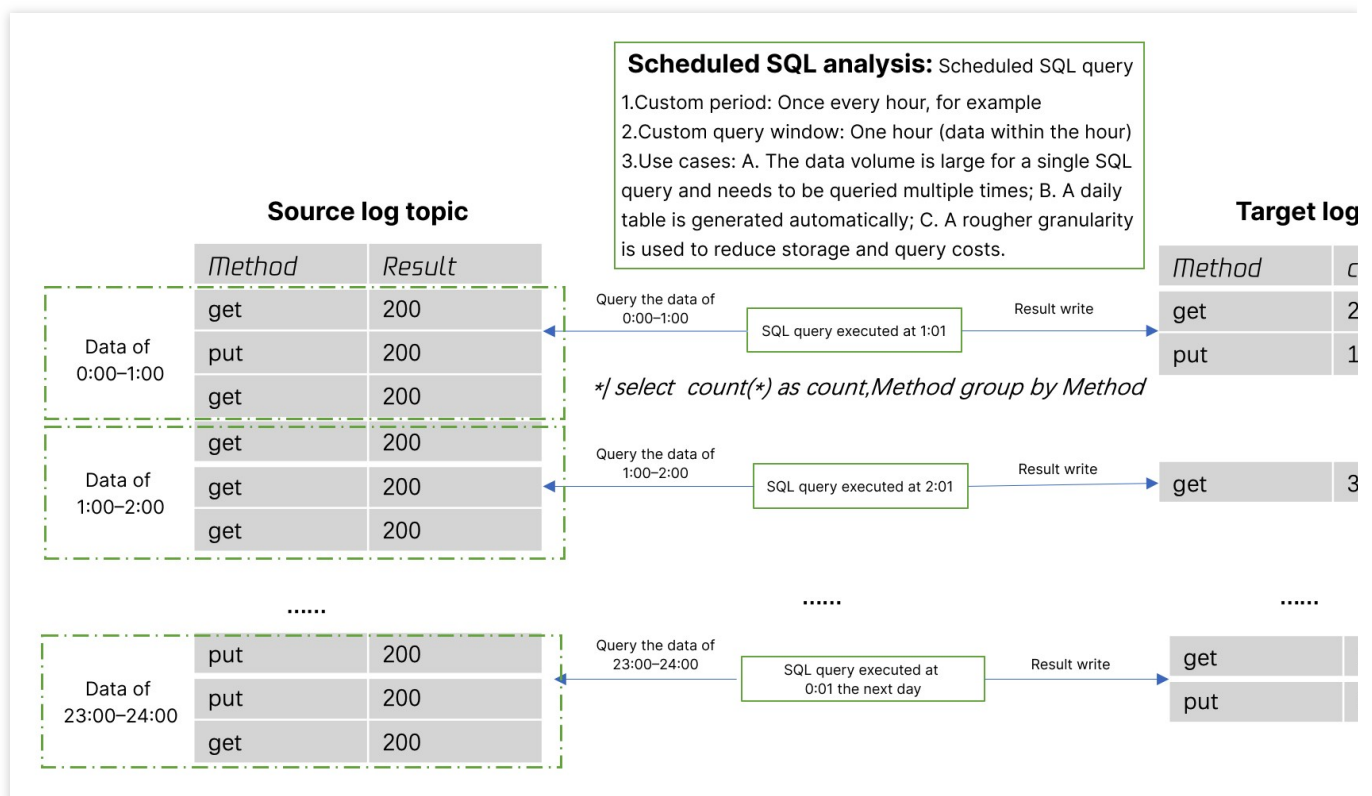 Scheduled SQL analysis: Scheduled SQL query
1.Custom period: Once every hour, for example
2.Custom query window: One hour (data within the hour)
3.Use cases: A. The data volume is large for a single SQL
query and needs to be queried multiple times; B. A daily
table is generated automatically; C. A rougher granularity
is used to reduce storage and query costs.
Source log topic
Target log
Method Result
Method c
Data of
0:00–1:00
get 200
put 200
get 200
Query the data of
0:00–1:00
SQL query executed at 1:01
Result write
get 2
put 1
*| select count(*) as count,Method group by Method
Data of
1:00–2:00
get 200
get 200
get 200
Query the data of
1:00–2:00
SQL query executed at 2:01
Result write
get 3
......
......
......
Data of
23:00–24:00
put 200
put 200
get 200
Query the data of
23:00–24:00
SQL query executed at
0:01 the next day
Result write
get
put